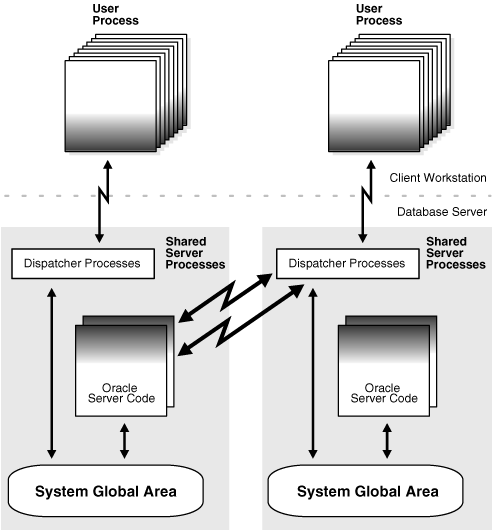 User
Process
User
Process
Client Workstation
Database Server
Shared
Server
Processes
Dispatcher Processes
Shared
Server
Processes
Dispatcher Processes
Oracle
Server Code
Oracle
Server Code
System Global Area
System Global Area